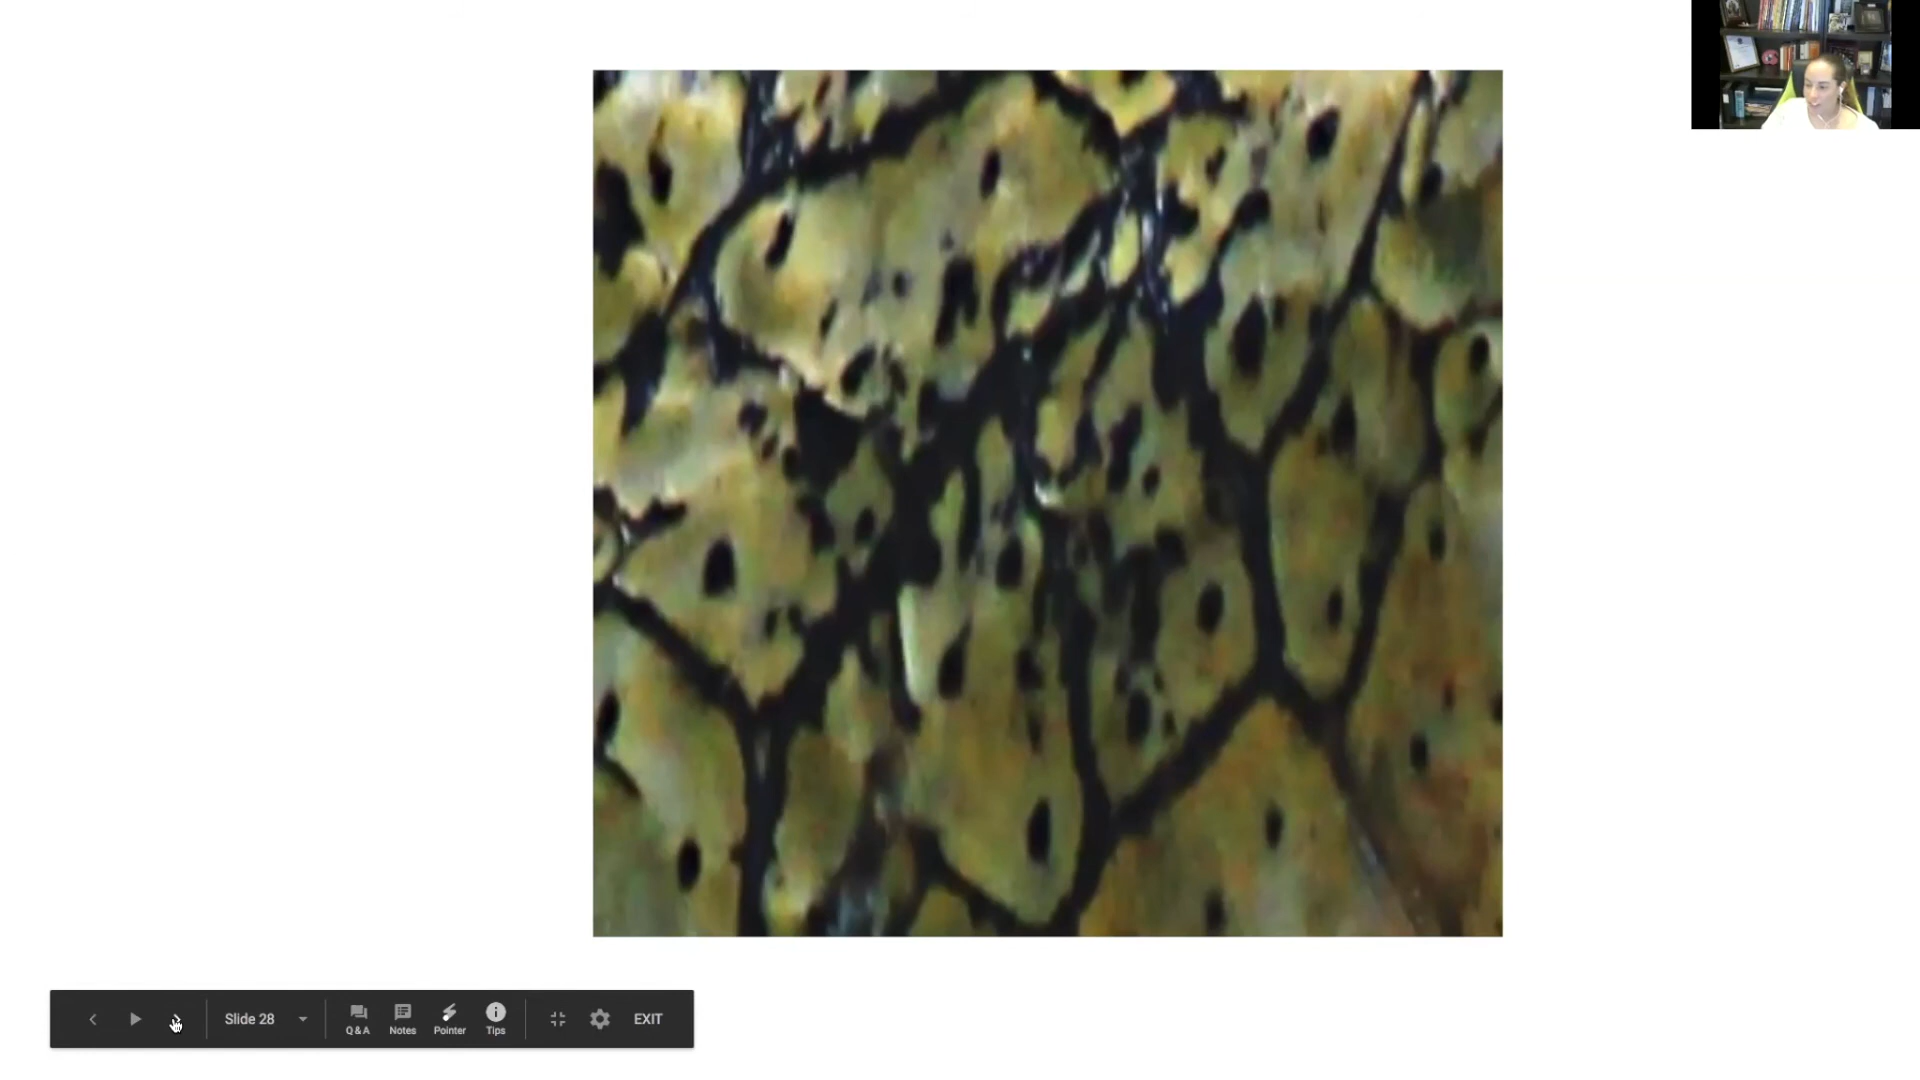 Slide 28
Q & A
Notes
Pointer
Tips
EXIT